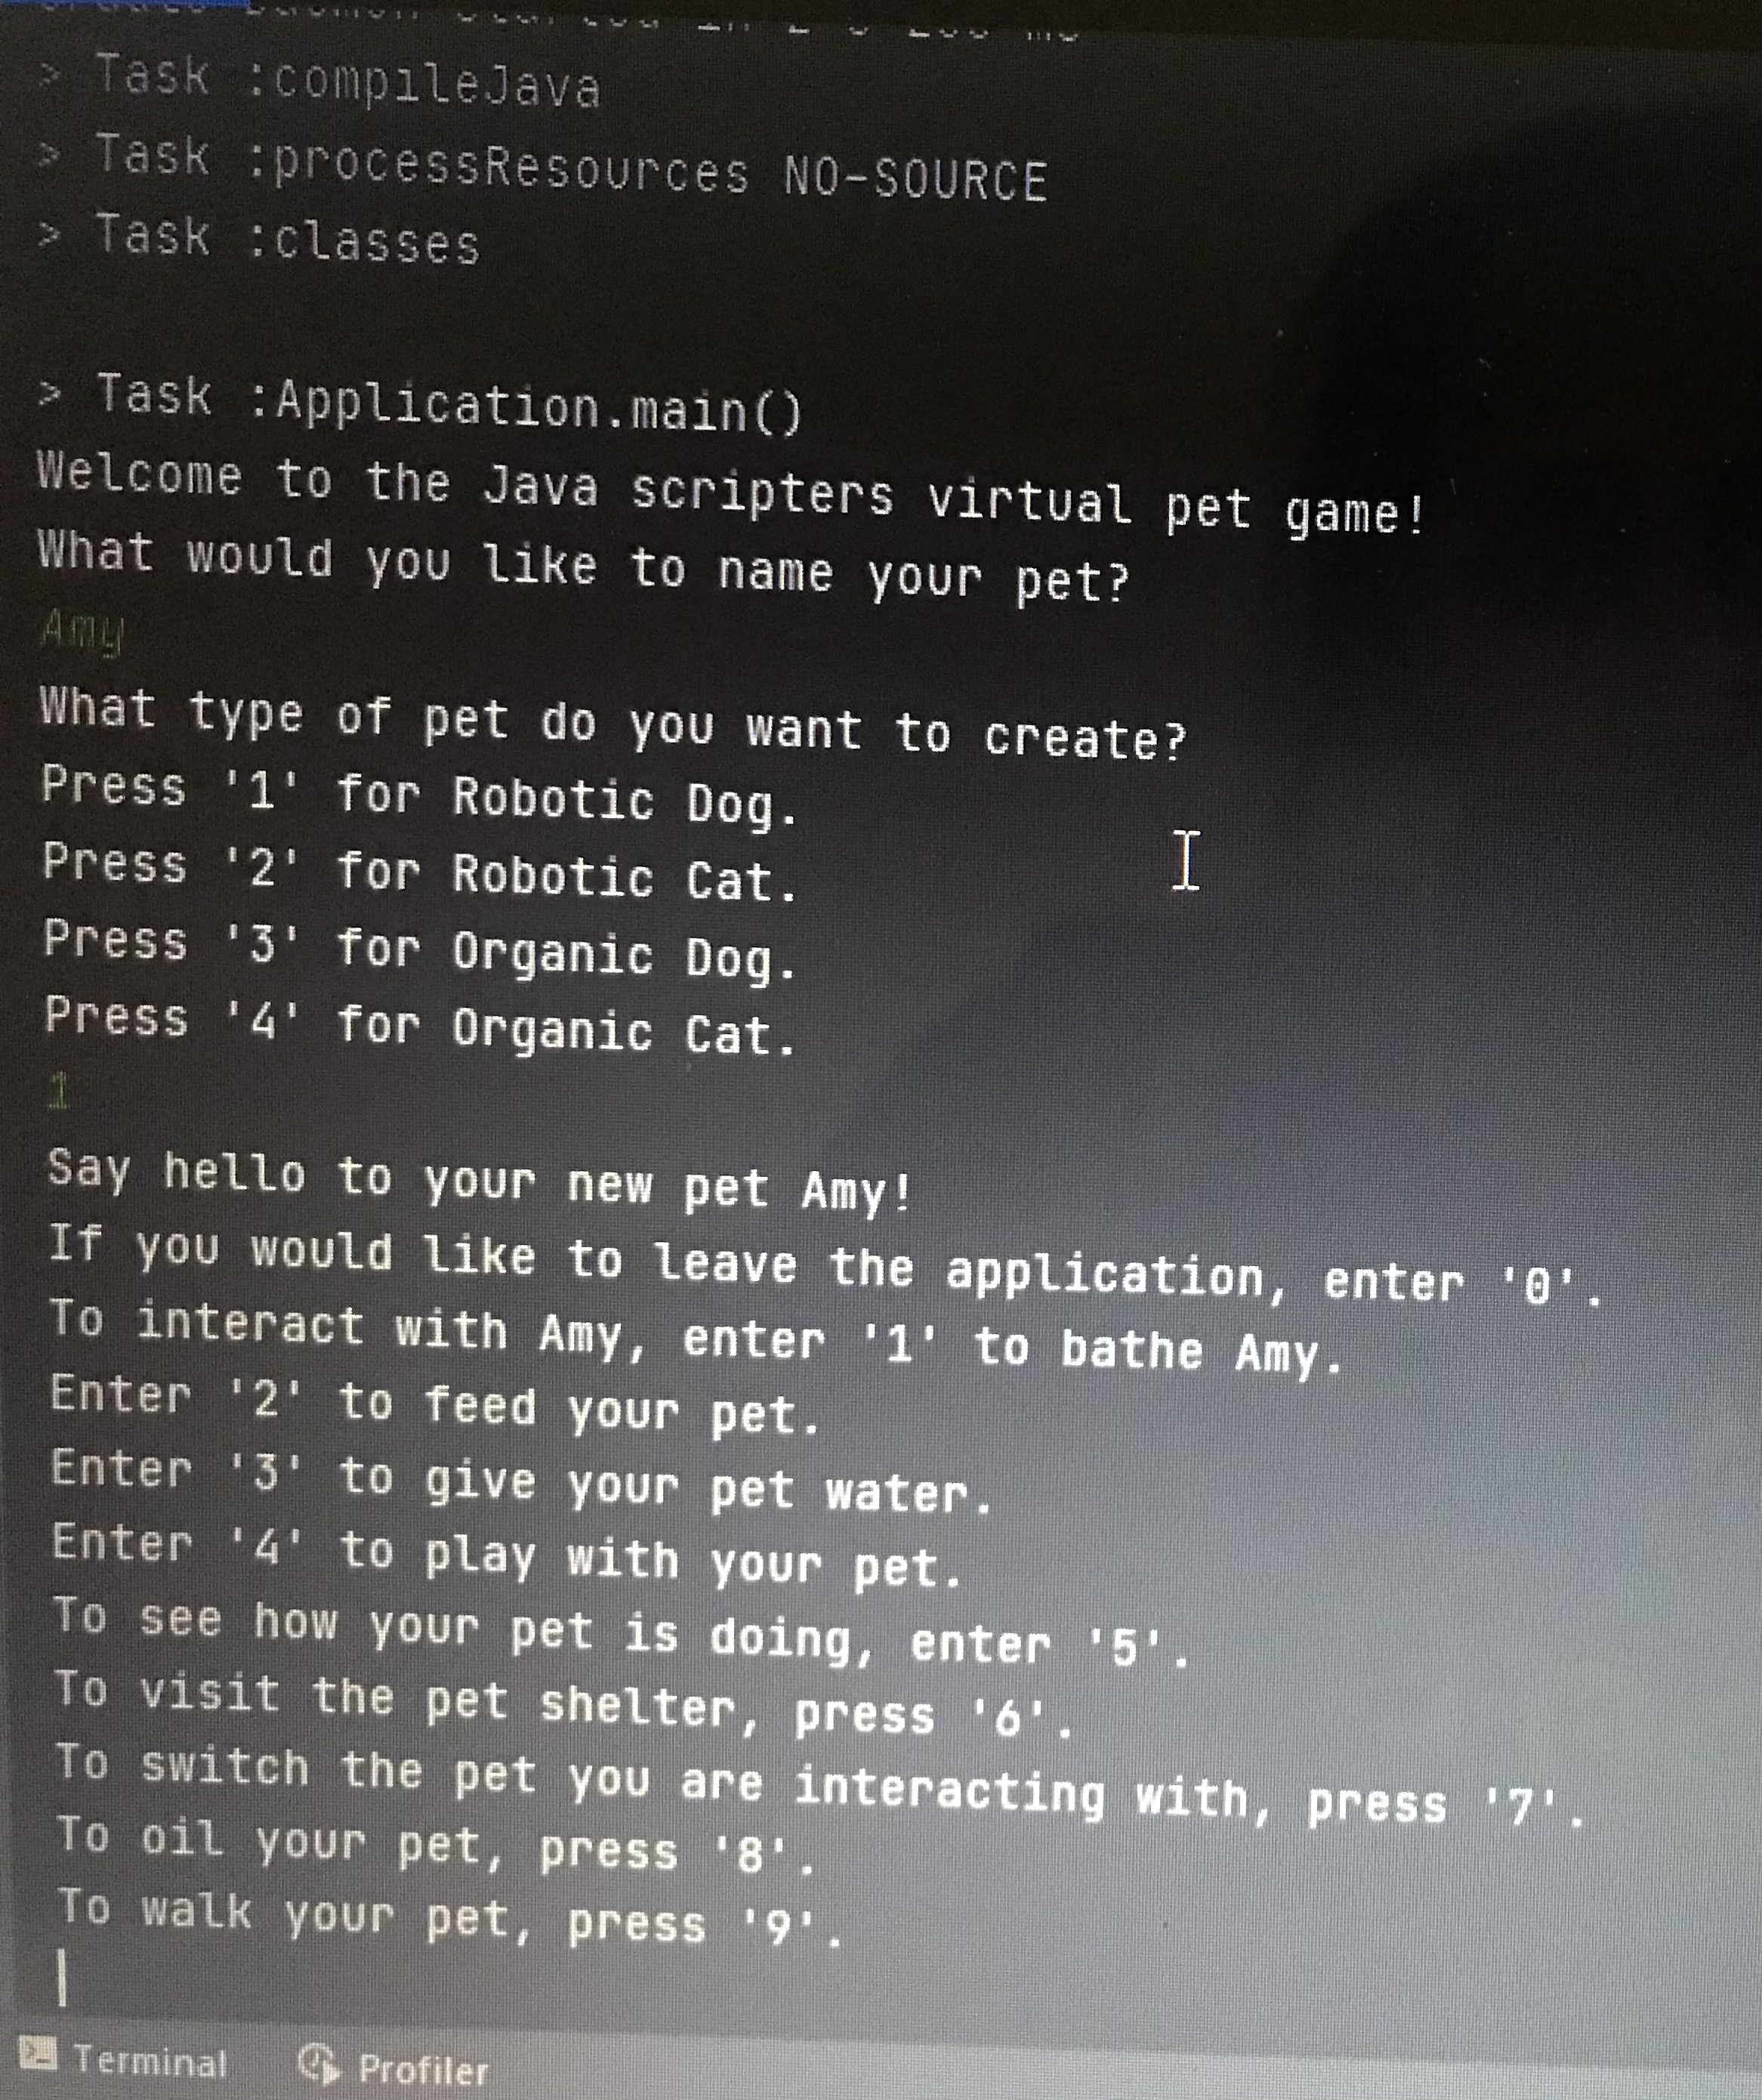 > Task :compileJava
> Task :processResources NO-SOURCE
> Task :classes
> Task :Application.main()
Welcome to the Java scripters virtual pet game!
What would you like to name your pet?
Amy
What type of pet do you want to create?
Press '1' for Robotic Dog.
Press '2' for Robotic Cat.
Press '3' for Organic Dog.
Press '4' for Organic Cat.
1
Say hello to your new pet Amy!
If you would like to leave the application, enter '0'.
To interact with Amy, enter '1' to bathe Amy.
Enter '2' to feed your pet.
Enter '3' to give your pet water.
Enter '4' to play with your pet.
To see how your pet is doing, enter '5'.
To visit the pet shelter, press '6'.
To switch the pet you are interacting with, press '7'.
To oil your pet, press '8'.
To walk your pet, press '9'.
Terminal Profiler